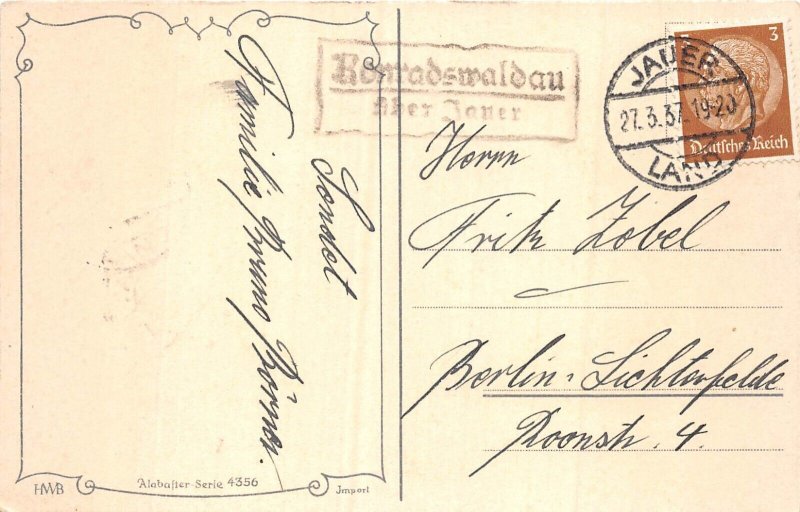 Konradswaldau
über Jauer
JAUER
27.3.37.19-20
LAND
3
Deutsches Reich
Herrn
Fritz Zobel
Berlin-Lichterfelde
Roonstr. 4.
Sendet
Familie Bruno Börner.
HWB
Alabaster-Serie 4356
Import